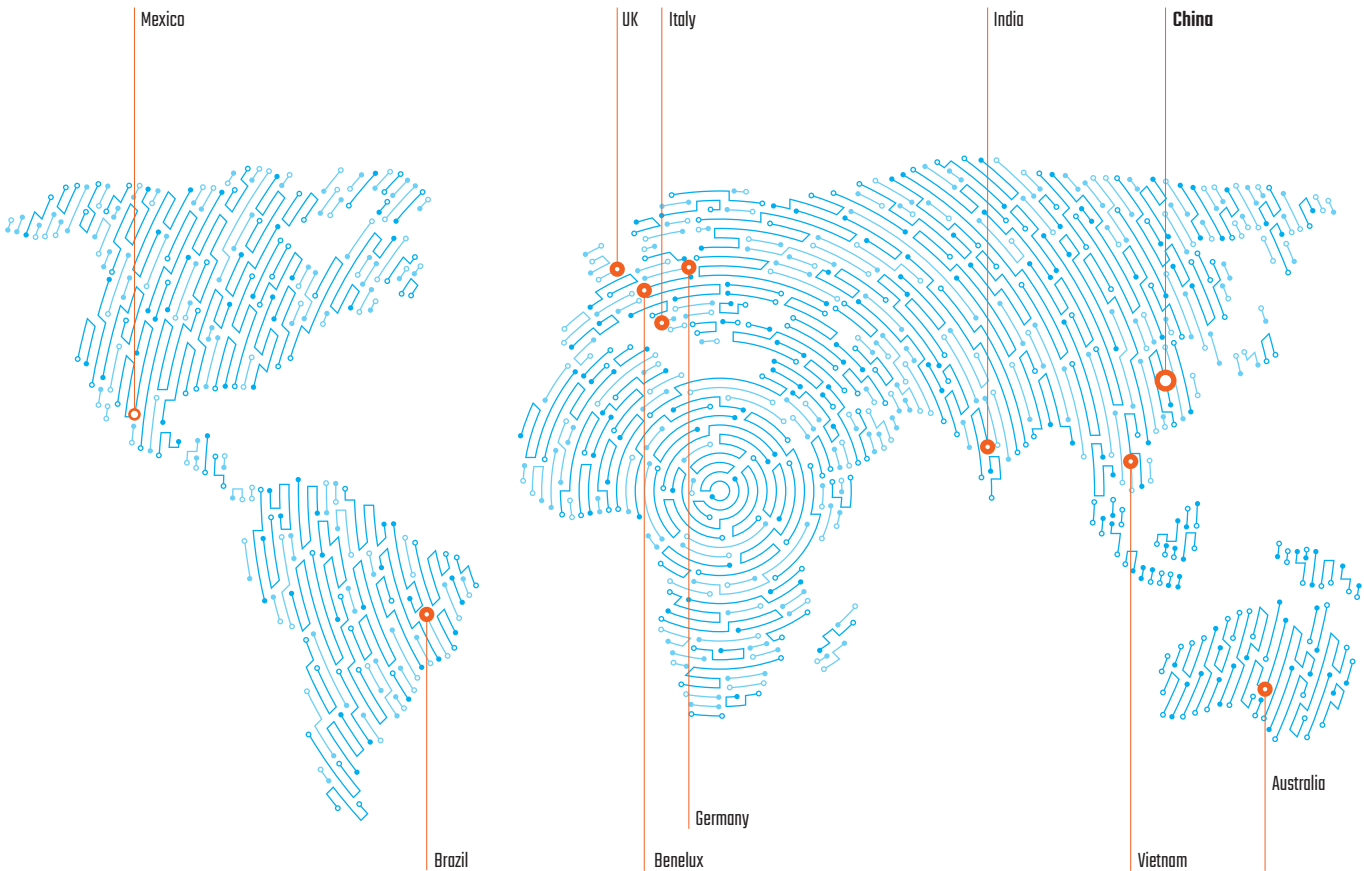 Mexico
UK
Italy
India
China
Australia
Germany
Brazil
Benelux
Vietnam